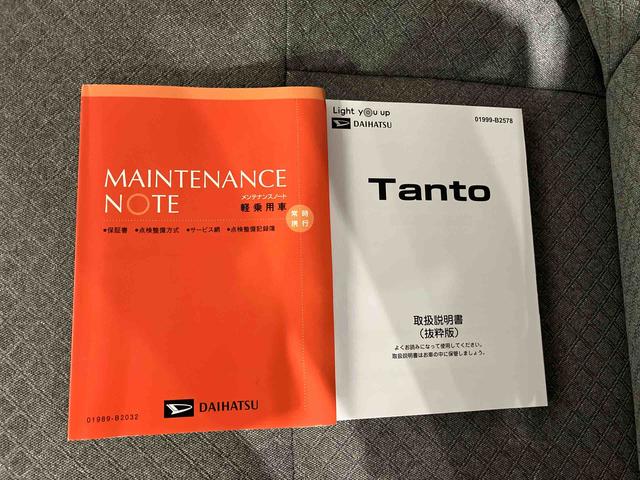 MAINTENANCE
NOTE
メンテナンスノート
軽乗用車
常時
携行
●保証書 ●点検整備方式 ●サービス網 ●点検整備記録簿
01989-B2032
DAIHATSU
Light you up
DAIHATSU
01999-B2578
Tanto
取扱説明書
（抜粋版）
よくお読みになって使用してください。
取扱説明書はお車の中に保管しましょう。